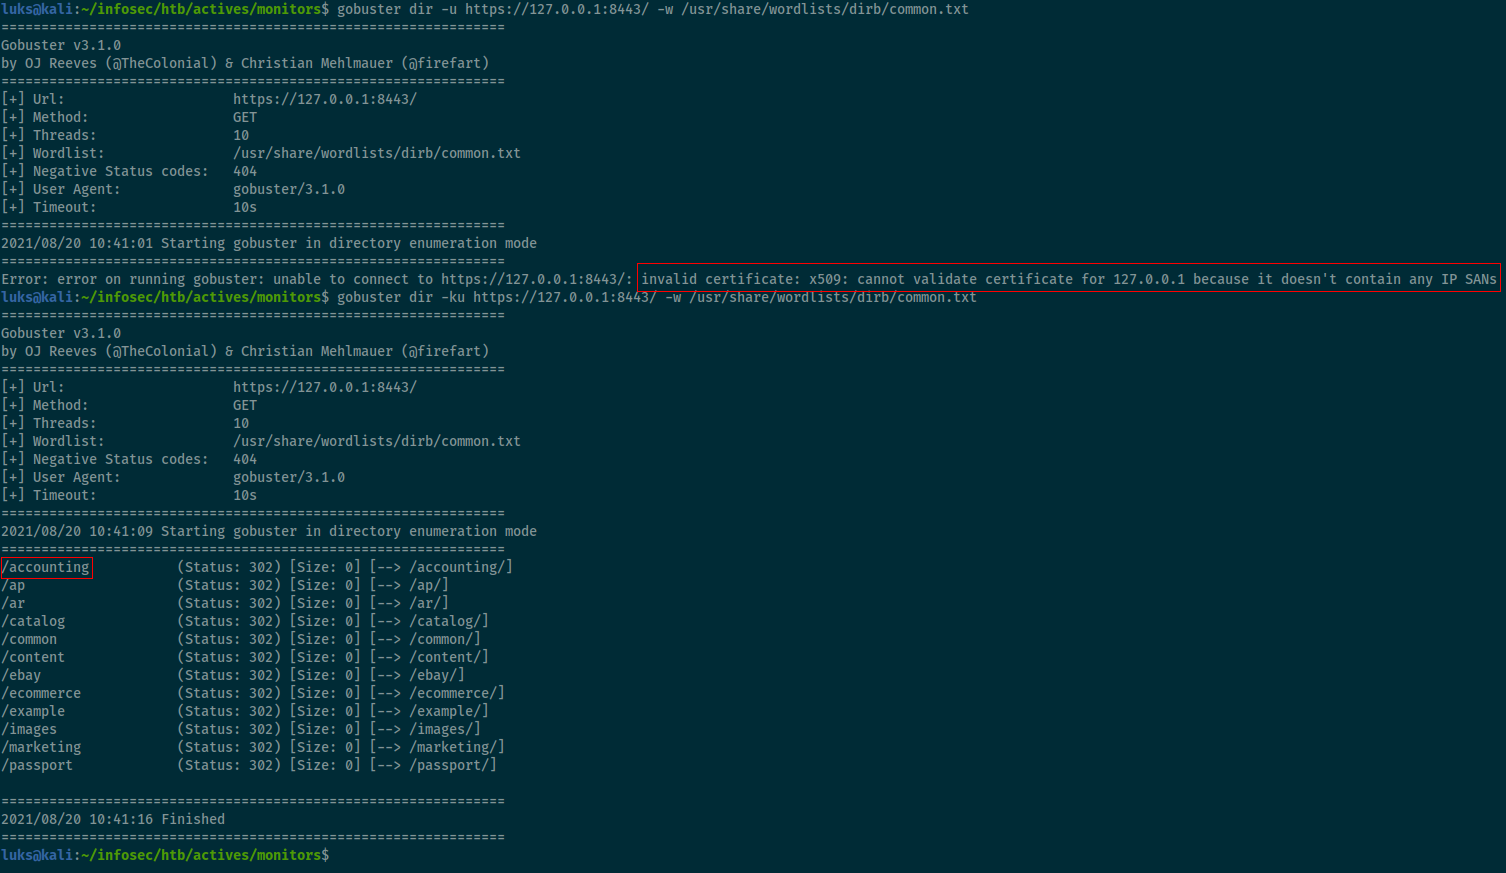 luks@kali:~/infosec/htb/actives/monitors$ gobuster dir -u https://127.0.0.1:8443/ -w /usr/share/wordlists/dirb/common.txt
===============================================================
Gobuster v3.1.0
by OJ Reeves (@TheColonial) & Christian Mehlmauer (@firefart)
===============================================================
[+] Url:                     https://127.0.0.1:8443/
[+] Method:                  GET
[+] Threads:                 10
[+] Wordlist:                /usr/share/wordlists/dirb/common.txt
[+] Negative Status codes:   404
[+] User Agent:              gobuster/3.1.0
[+] Timeout:                 10s
===============================================================
2021/08/20 10:41:01 Starting gobuster in directory enumeration mode
===============================================================
Error: error on running gobuster: unable to connect to https://127.0.0.1:8443/: invalid certificate: x509: cannot validate certificate for 127.0.0.1 because it doesn't contain any IP SANs
luks@kali:~/infosec/htb/actives/monitors$ gobuster dir -ku https://127.0.0.1:8443/ -w /usr/share/wordlists/dirb/common.txt
===============================================================
Gobuster v3.1.0
by OJ Reeves (@TheColonial) & Christian Mehlmauer (@firefart)
===============================================================
[+] Url:                     https://127.0.0.1:8443/
[+] Method:                  GET
[+] Threads:                 10
[+] Wordlist:                /usr/share/wordlists/dirb/common.txt
[+] Negative Status codes:   404
[+] User Agent:              gobuster/3.1.0
[+] Timeout:                 10s
===============================================================
2021/08/20 10:41:09 Starting gobuster in directory enumeration mode
===============================================================
/accounting           (Status: 302) [Size: 0] [--> /accounting/]
/ap                   (Status: 302) [Size: 0] [--> /ap/]
/ar                   (Status: 302) [Size: 0] [--> /ar/]
/catalog              (Status: 302) [Size: 0] [--> /catalog/]
/common               (Status: 302) [Size: 0] [--> /common/]
/content              (Status: 302) [Size: 0] [--> /content/]
/ebay                 (Status: 302) [Size: 0] [--> /ebay/]
/ecommerce            (Status: 302) [Size: 0] [--> /ecommerce/]
/example              (Status: 302) [Size: 0] [--> /example/]
/images               (Status: 302) [Size: 0] [--> /images/]
/marketing            (Status: 302) [Size: 0] [--> /marketing/]
/passport             (Status: 302) [Size: 0] [--> /passport/]

===============================================================
2021/08/20 10:41:16 Finished
===============================================================
luks@kali:~/infosec/htb/actives/monitors$